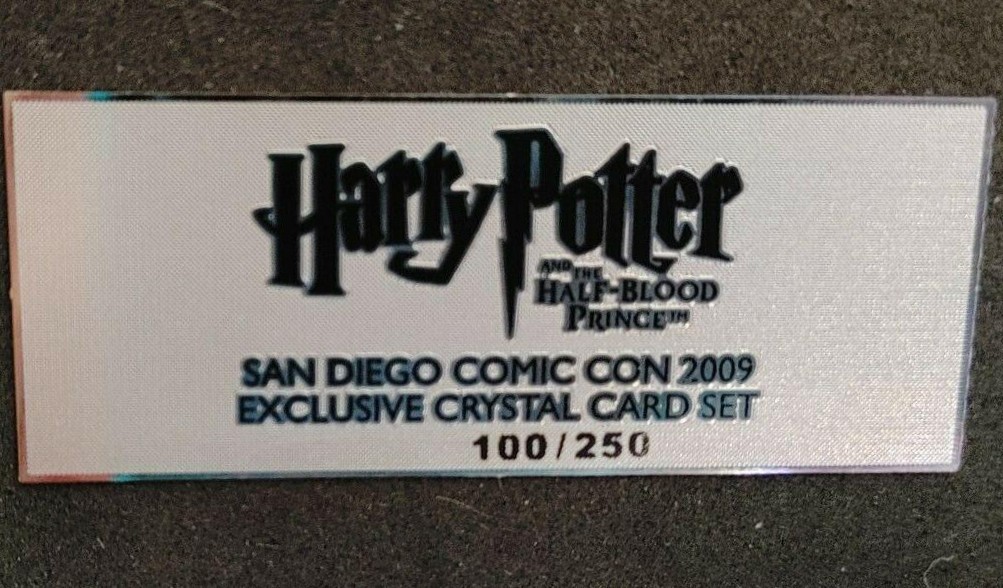 Harry Potter
AND THE
HALF-BLOOD
PRINCE™
SAN DIEGO COMIC CON 2009
EXCLUSIVE CRYSTAL CARD SET
100/250